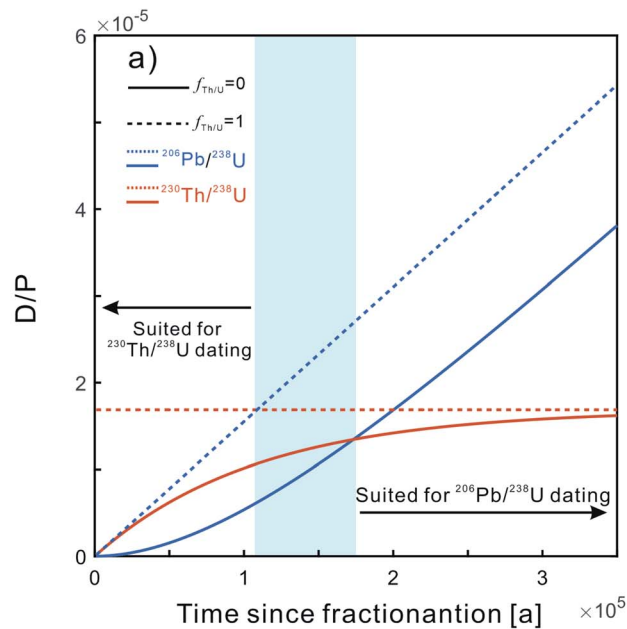 ×10⁻⁵
6
a)
f_Th/U=0
f_Th/U=1
²⁰⁶Pb/²³⁸U
²³⁰Th/²³⁸U
4
D/P
Suited for
²³⁰Th/²³⁸U dating
2
Suited for ²⁰⁶Pb/²³⁸U dating
0
0 1 2 3
Time since fractionantion [a] ×10⁵